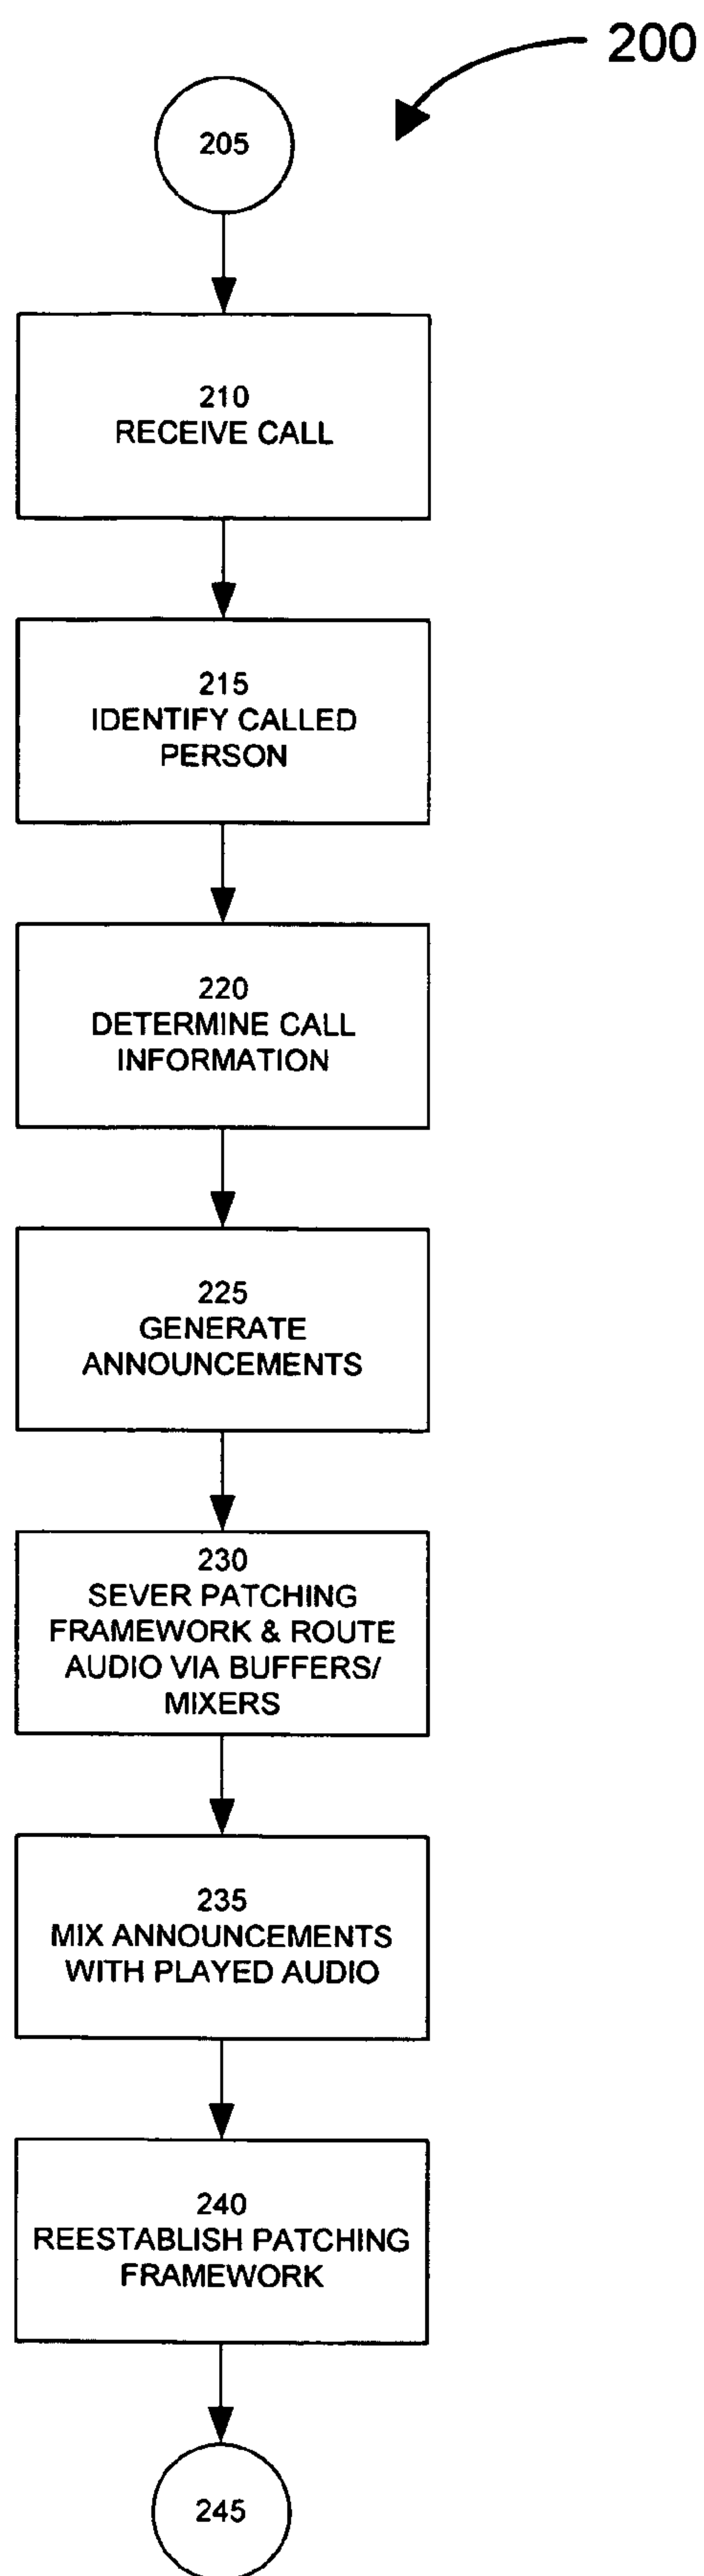 200
205
210
RECEIVE CALL
215
IDENTIFY CALLED
PERSON
220
DETERMINE CALL
INFORMATION
225
GENERATE
ANNOUNCEMENTS
230
SEVER PATCHING
FRAMEWORK & ROUTE
AUDIO VIA BUFFERS/
MIXERS
235
MIX ANNOUNCEMENTS
WITH PLAYED AUDIO
240
REESTABLISH PATCHING
FRAMEWORK
245